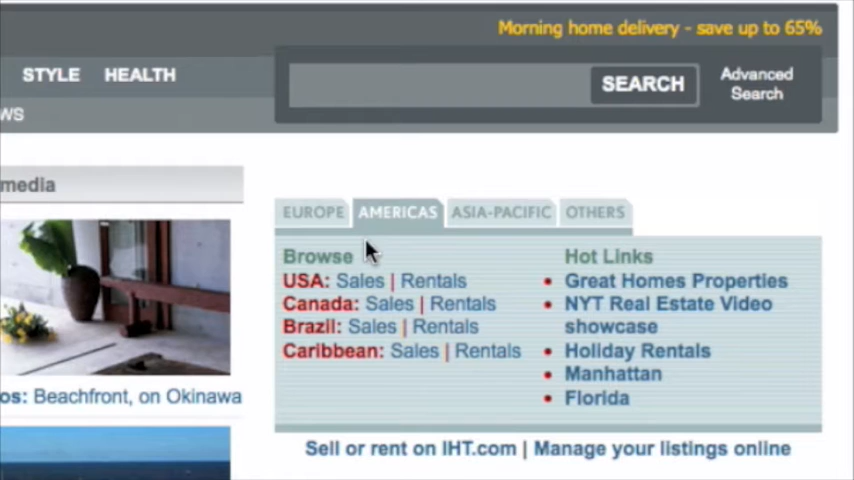 Morning home delivery - save up to 65%
STYLE HEALTH
SEARCH
Advanced
Search
WS
media
EUROPE AMERICAS ASIA-PACIFIC OTHERS
Browse
USA: Sales | Rentals
Canada: Sales | Rentals
Brazil: Sales | Rentals
Caribbean: Sales | Rentals
Hot Links
Great Homes Properties
NYT Real Estate Video
showcase
Holiday Rentals
Manhattan
Florida
os: Beachfront, on Okinawa
Sell or rent on IHT.com | Manage your listings online